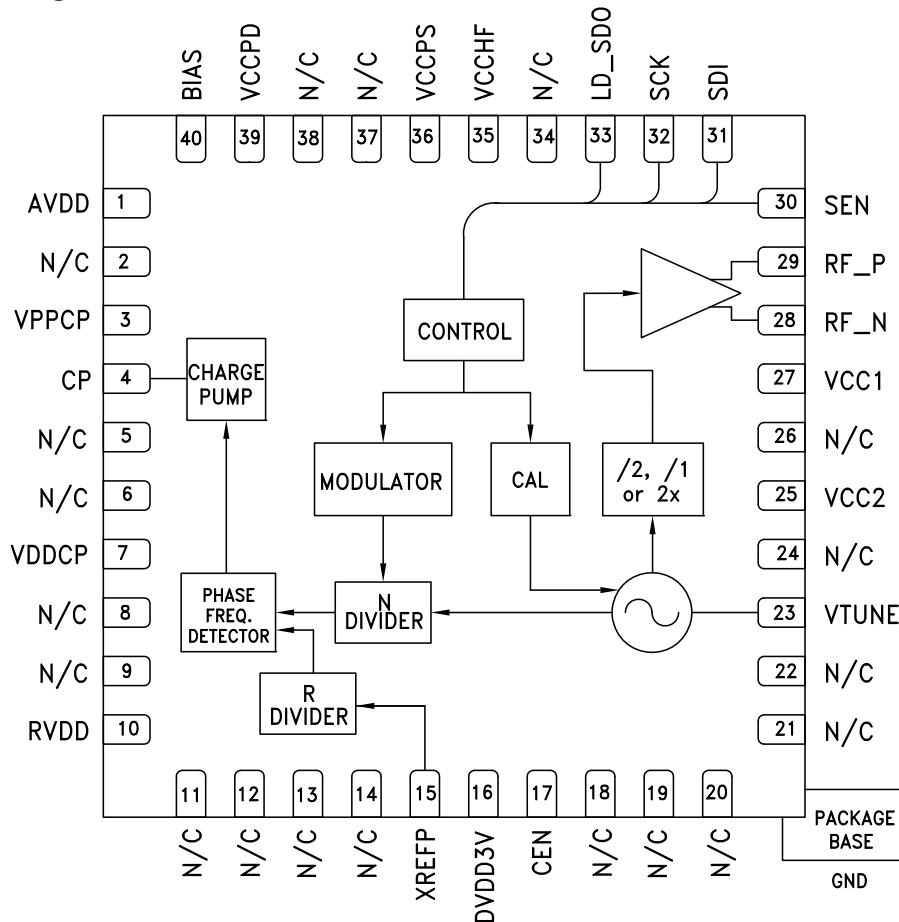 BIAS
VCCPD
N/C
N/C
VCCPS
VCCHF
N/C
LD_SDO
SCK
SDI
40
39
38
37
36
35
34
33
32
31
AVDD 1
N/C 2
VPPCP 3
CP 4
N/C 5
N/C 6
VDDCP 7
N/C 8
N/C 9
RVDD 10
30 SEN
29 RF_P
28 RF_N
27 VCC1
26 N/C
25 VCC2
24 N/C
23 VTUNE
22 N/C
21 N/C
CONTROL
CHARGE
PUMP
MODULATOR
CAL
/2, /1
or 2x
PHASE
FREQ.
DETECTOR
N
DIVIDER
R
DIVIDER
11
12
13
14
15
16
17
18
19
20
N/C
N/C
N/C
N/C
XREFP
DVDD3V
CEN
N/C
N/C
N/C
PACKAGE
BASE
GND